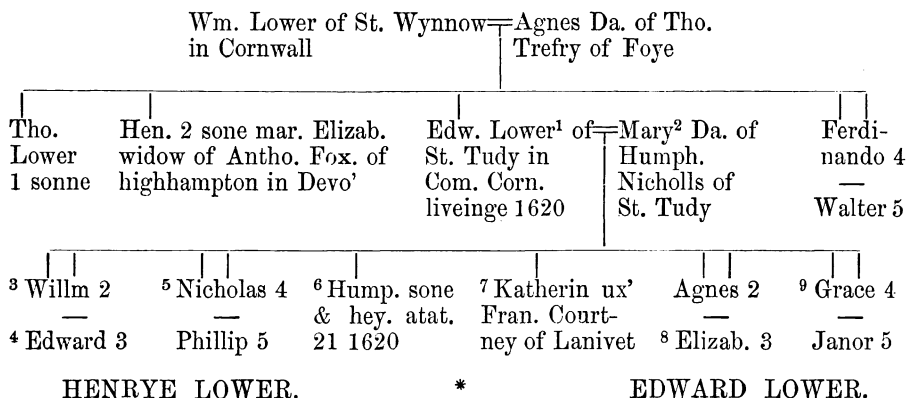 Wm. Lower of St. Wynnow=Agnes Da. of Tho.
in Cornwall Trefry of Foye
Tho.
Lower
1 sonne
Hen. 2 sone mar. Elizab.
widow of Antho. Fox. of
highhampton in Devo'
Edw. Lower¹ of=Mary² Da. of
St. Tudy in Humph.
Com. Corn. Nicholls of
liveinge 1620 St. Tudy
Ferdi-
nando 4
—
Walter 5
³ Willm 2
—
⁴ Edward 3
⁵ Nicholas 4
—
Phillip 5
⁶ Hump. sone
& hey. atat.
21 1620
⁷ Katherin ux'
Fran. Court-
ney of Lanivet
Agnes 2
—
⁸ Elizab. 3
⁹ Grace 4
—
Janor 5
HENRYE LOWER. * EDWARD LOWER.